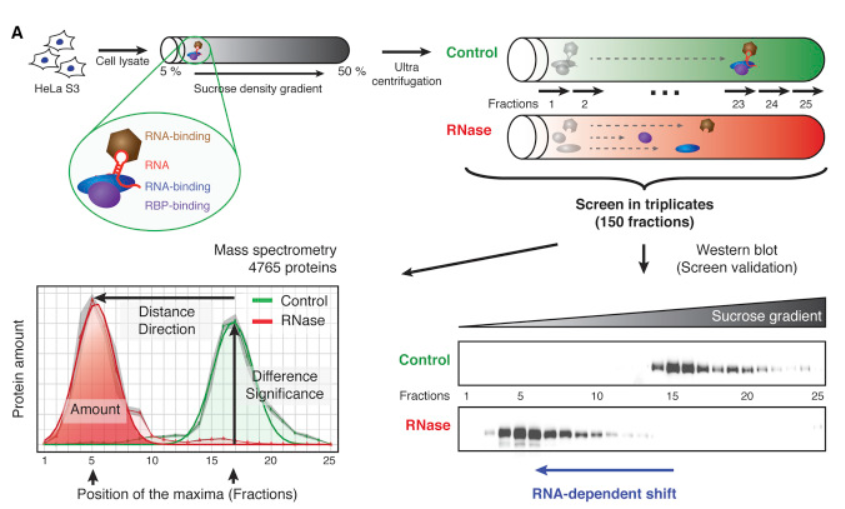 A
HeLa S3
Cell lysate
5 %
50 %
Sucrose density gradient
Ultra
centrifugation
Control
Fractions 1 2 ... 23 24 25
RNase
RNA-binding
RNA
RNA-binding
RBP-binding
Screen in triplicates
(150 fractions)
Mass spectrometry
4765 proteins
Western blot
(Screen validation)
Protein amount
Distance
Direction
Control
RNase
Difference
Significance
Amount
1 5 10 15 20 25
Position of the maxima (Fractions)
Sucrose gradient
Control
Fractions 1 5 10 15 20 25
RNase
RNA-dependent shift